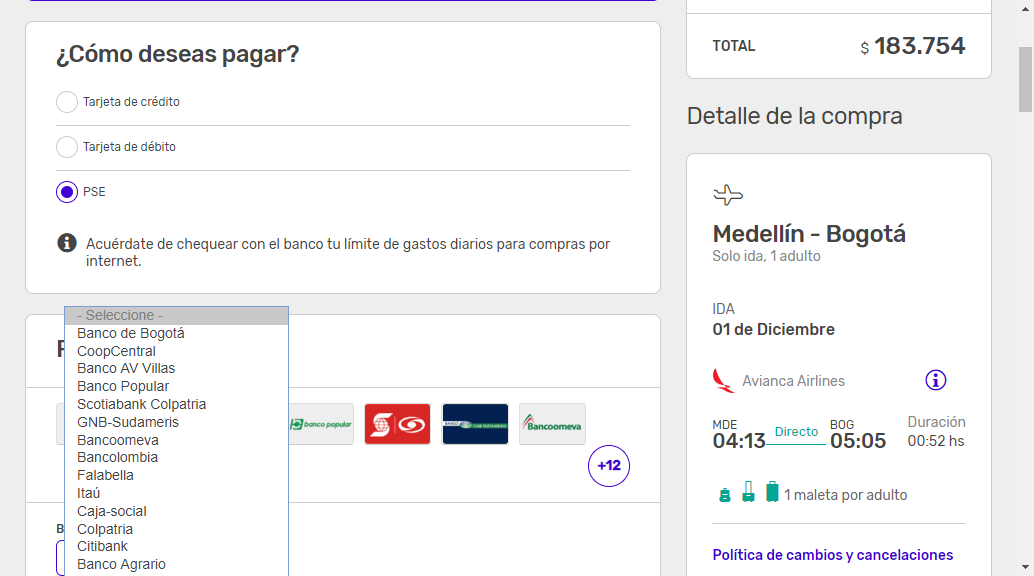 ¿Cómo deseas pagar?
Tarjeta de crédito
Tarjeta de débito
PSE
Acuérdate de chequear con el banco tu límite de gastos diarios para compras por
internet.
- Seleccione -
Banco de Bogotá
CoopCentral
Banco AV Villas
Banco Popular
Scotiabank Colpatria
GNB-Sudameris
Bancoomeva
Bancolombia
Falabella
Itaú
Caja-social
Colpatria
Citibank
Banco Agrario
banco popular
Bancoomeva
+12
B
TOTAL
$ 183.754
Detalle de la compra
Medellín - Bogotá
Solo ida, 1 adulto
IDA
01 de Diciembre
Avianca Airlines
MDE
04:13
Directo
BOG
05:05
Duración
00:52 hs
1 maleta por adulto
Política de cambios y cancelaciones